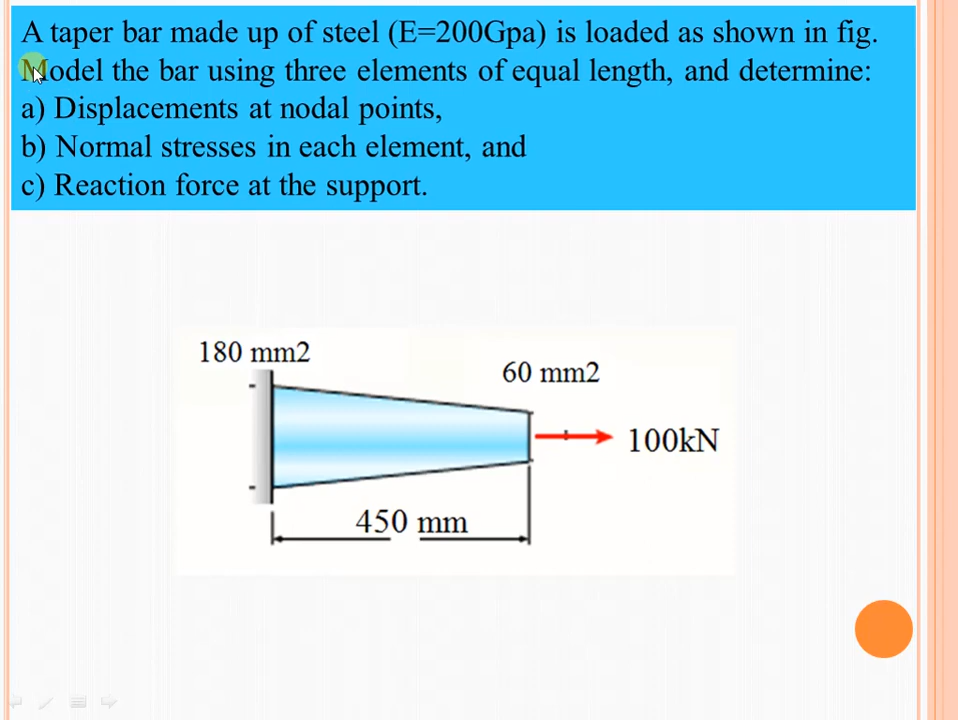 A taper bar made up of steel (E=200Gpa) is loaded as shown in fig.
Model the bar using three elements of equal length, and determine:
a) Displacements at nodal points,
b) Normal stresses in each element, and
c) Reaction force at the support.
180 mm2
60 mm2
100kN
450 mm